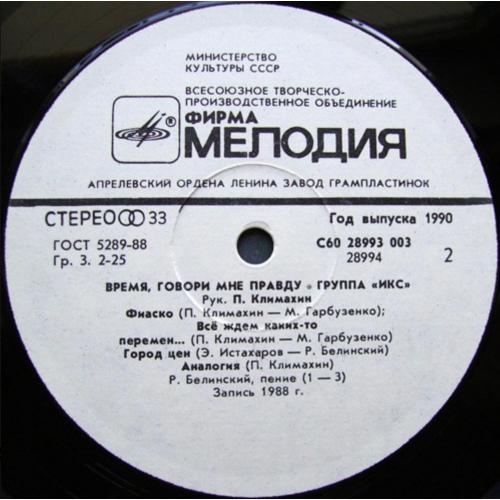 МИНИСТЕРСТВО
КУЛЬТУРЫ СССР
ВСЕСОЮЗНОЕ ТВОРЧЕСКО-
ПРОИЗВОДСТВЕННОЕ ОБЪЕДИНЕНИЕ
® ФИРМА
МЕЛОДИЯ
АПРЕЛЕВСКИЙ ОРДЕНА ЛЕНИНА ЗАВОД ГРАМПЛАСТИНОК
СТЕРЕО 33
Год выпуска 1990
ГОСТ 5289-88
С60 28993 003
Гр. 3. 2-25
28994
2
ВРЕМЯ, ГОВОРИ МНЕ ПРАВДУ • ГРУППА «ИКС»
Рук. П. Климахин
Фиаско (П. Климахин — М. Гарбузенко);
Всё ждем каких-то
перемен... (П. Климахин — М. Гарбузенко)
Город цен (Э. Истахаров — Р. Белинский)
Аналогия (П. Климахин)
Р. Белинский, пение (1 — 3)
Запись 1988 г.